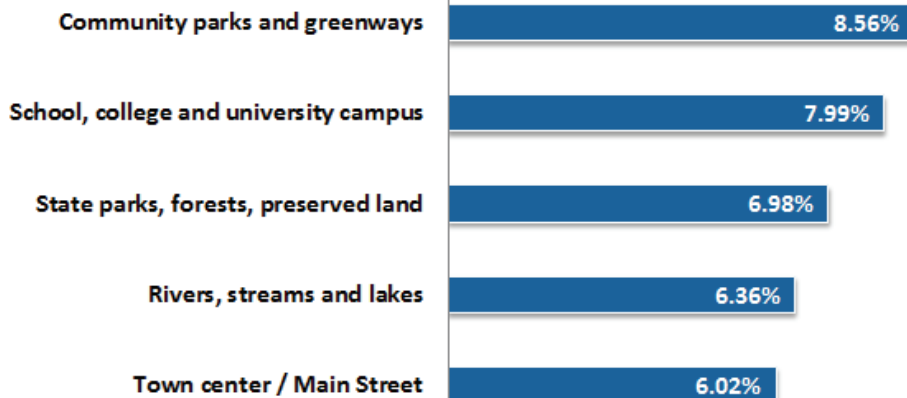 Community parks and greenways 8.56%
School, college and university campus 7.99%
State parks, forests, preserved land 6.98%
Rivers, streams and lakes 6.36%
Town center / Main Street 6.02%